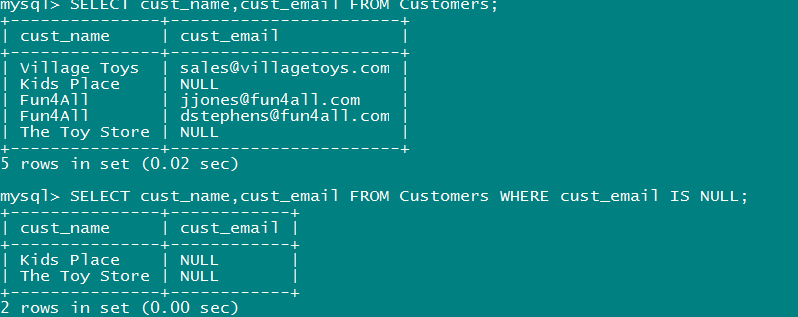 mysql> SELECT cust_name,cust_email FROM Customers;
+---------------+-----------------------+
| cust_name     | cust_email            |
+---------------+-----------------------+
| Village Toys  | sales@villagetoys.com |
| Kids Place    | NULL                  |
| Fun4All       | jjones@fun4all.com    |
| Fun4All       | dstephens@fun4all.com |
| The Toy Store | NULL                  |
+---------------+-----------------------+
5 rows in set (0.02 sec)
mysql> SELECT cust_name,cust_email FROM Customers WHERE cust_email IS NULL;
+---------------+------------+
| cust_name     | cust_email |
+---------------+------------+
| Kids Place    | NULL       |
| The Toy Store | NULL       |
+---------------+------------+
2 rows in set (0.00 sec)